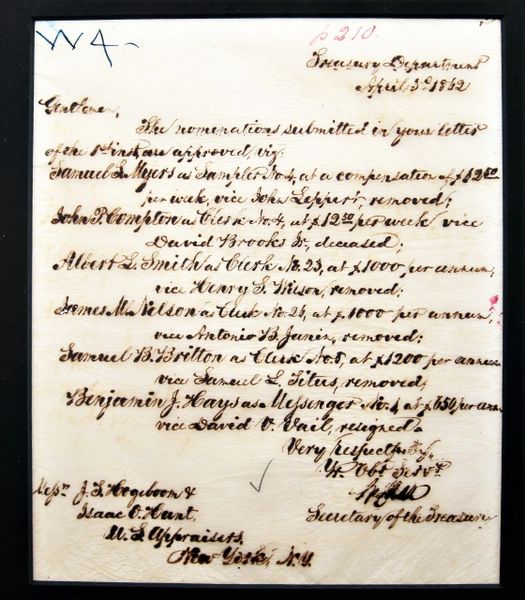 W4-
p 210.
Treasury Department
April 3d 1862
Gentlemen,
The nominations submitted in your letter
of the 1st inst. are approved, viz:
Samuel L. Myers as Sampler No. 4, at a compensation of $12 50
per week, vice John Leppert, removed;
John P. Compton as Clerk No. 4, at $12 50 per week vice
David Brooks Jr. deceased;
Albert L. Smith as Clerk No. 23, at $1000 per annum,
vice Henry S. Wilson, removed;
James M. Nelson as Clerk No. 26, at $1000 per annum;
vice Antonio B. removed;
Samuel B. Britton as Clerk No. 8, at $1200 per annum
vice Samuel L. Titus, removed;
Benjamin J. Hays as Messenger No. 1, at $650 per ann.
vice David V. Vail, resigned.
Very respectfully,
Yr. Obt. Servt.
Secretary of the Treasury
Messrs. J. S. Hogeboom &
Isaac O. Hunt,
U. S. Appraisers,
New York, N.Y.